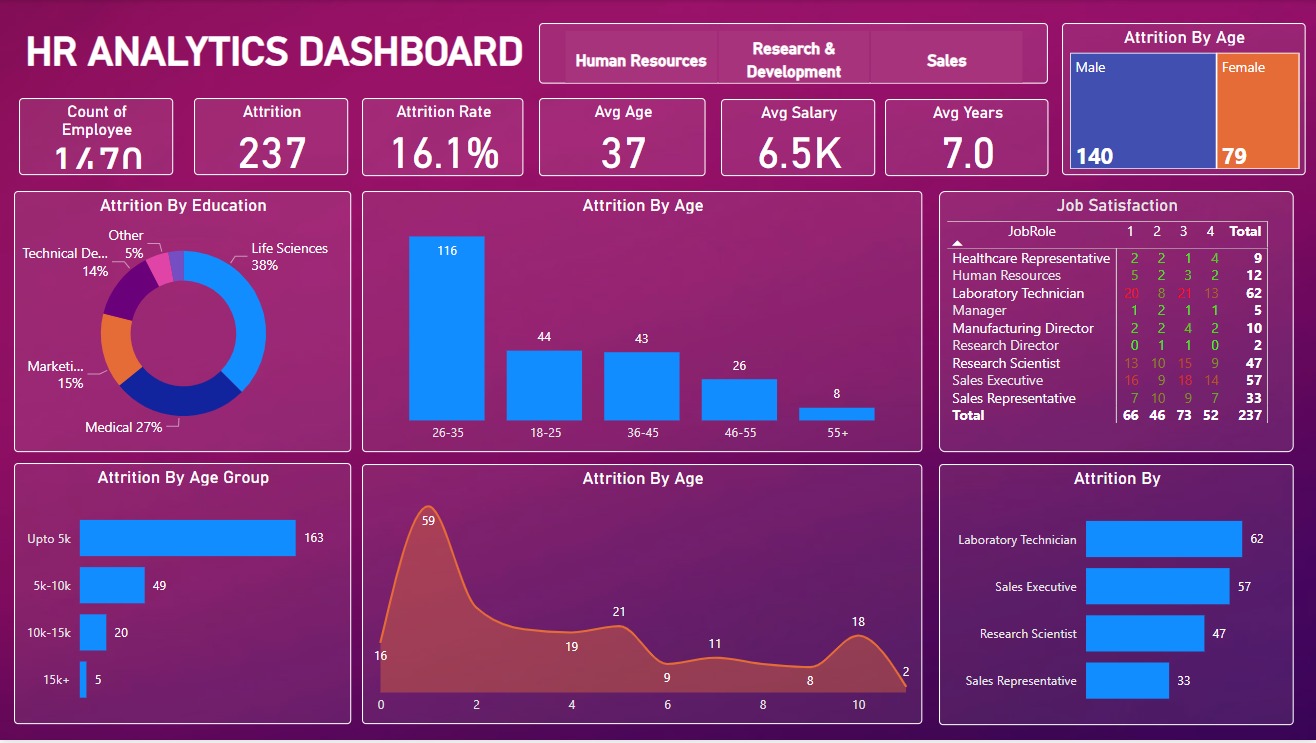 HR ANALYTICS DASHBOARD
Human Resources
Research &
Development
Sales
Attrition By Age
Male
Female
140
79
Count of
Employee
1470
Attrition
237
Attrition Rate
16.1%
Avg Age
37
Avg Salary
6.5K
Avg Years
7.0
Attrition By Education
Other
5%
Life Sciences
38%
Technical De...
14%
Marketi...
15%
Medical 27%
Attrition By Age
116
44
43
26
8
26-35 18-25 36-45 46-55 55+
Job Satisfaction
JobRole 1 2 3 4 Total
Healthcare Representative 2 2 1 4 9
Human Resources 5 2 3 2 12
Laboratory Technician 20 8 21 13 62
Manager 1 2 1 1 5
Manufacturing Director 2 2 4 2 10
Research Director 0 1 1 0 2
Research Scientist 13 10 15 9 47
Sales Executive 16 9 18 14 57
Sales Representative 7 10 9 7 33
Total 66 46 73 52 237
Attrition By Age Group
Upto 5k 163
5k-10k 49
10k-15k 20
15k+ 5
Attrition By Age
59
21
18
16
19
11
9
8
2
0 2 4 6 8 10
Attrition By
Laboratory Technician 62
Sales Executive 57
Research Scientist 47
Sales Representative 33